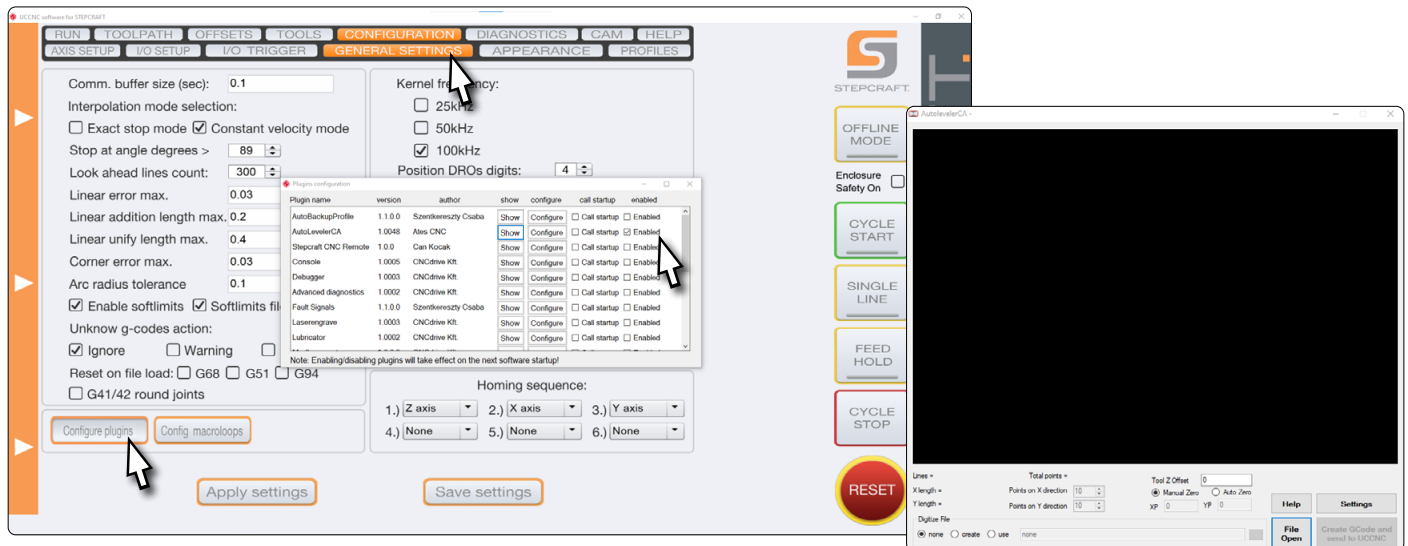 UCCNC software for STEPCRAFT
RUN TOOLPATH OFFSETS TOOLS CONFIGURATION DIAGNOSTICS CAM HELP
AXIS SETUP I/O SETUP I/O TRIGGER GENERAL SETTINGS APPEARANCE PROFILES
Comm. buffer size (sec): 0.1
Interpolation mode selection:
Exact stop mode Constant velocity mode
Stop at angle degrees > 89
Look ahead lines count: 300
Linear error max. 0.03
Linear addition length max. 0.2
Linear unify length max. 0.4
Corner error max. 0.03
Arc radius tolerance 0.1
Enable softlimits Softlimits
Unknow g-codes action:
Ignore Warning
Reset on file load: G68 G51 G94
G41/42 round joints
Configure plugins Config macroloops
Apply settings Save settings
Kernel
25kHz
50kHz
100kHz
Position DROs digits: 4
Plugins configuration
Plugin name version author show configure call startup enabled
AutoBackupProfile 1.1.0.0 Szentkereszty Csaba Show Configure Call startup Enabled
AutoLevelerCA 1.0048 Ates CNC Show Configure Call startup Enabled
Stepcraft CNC Remote 1.0.0 Can Kocak Show Configure Call startup Enabled
Console 1.0005 CNCdrive Kft. Show Configure Call startup Enabled
Debugger 1.0003 CNCdrive Kft. Show Configure Call startup Enabled
Advanced diagnostics 1.0002 CNCdrive Kft. Show Configure Call startup Enabled
Fault Signals 1.1.0.0 Szentkereszty Csaba Show Configure Call startup Enabled
Laserengrave 1.0003 CNCdrive Kft. Show Configure Call startup Enabled
Lubricator 1.0002 CNCdrive Kft. Show Configure Call startup Enabled
Note: Enabling/disabling plugins will take effect on the next software startup!
Homing sequence:
1.) Z axis 2.) X axis 3.) Y axis
4.) None 5.) None 6.) None
STEPCRAFT
OFFLINE
MODE
Enclosure
Safety On
CYCLE
START
SINGLE
LINE
FEED
HOLD
CYCLE
STOP
RESET
AutolevelerCA -
Lines = Total points = Tool Z Offset 0
X length = Points on X direction 10 Manual Zero Auto Zero
Y length = Points on Y direction 10 XP 0 YP 0
Help Settings
Digitize File
none create use none
File
Open
Create GCode and
send to UCCNC